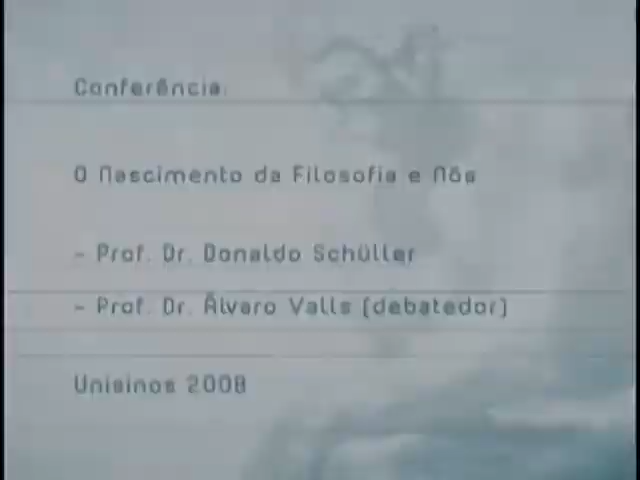 Conferência:
O Nascimento da Filosofia e Nós
- Prof. Dr. Donaldo Schüller
- Prof. Dr. Álvaro Valls (debatedor)
Unisinos 2008